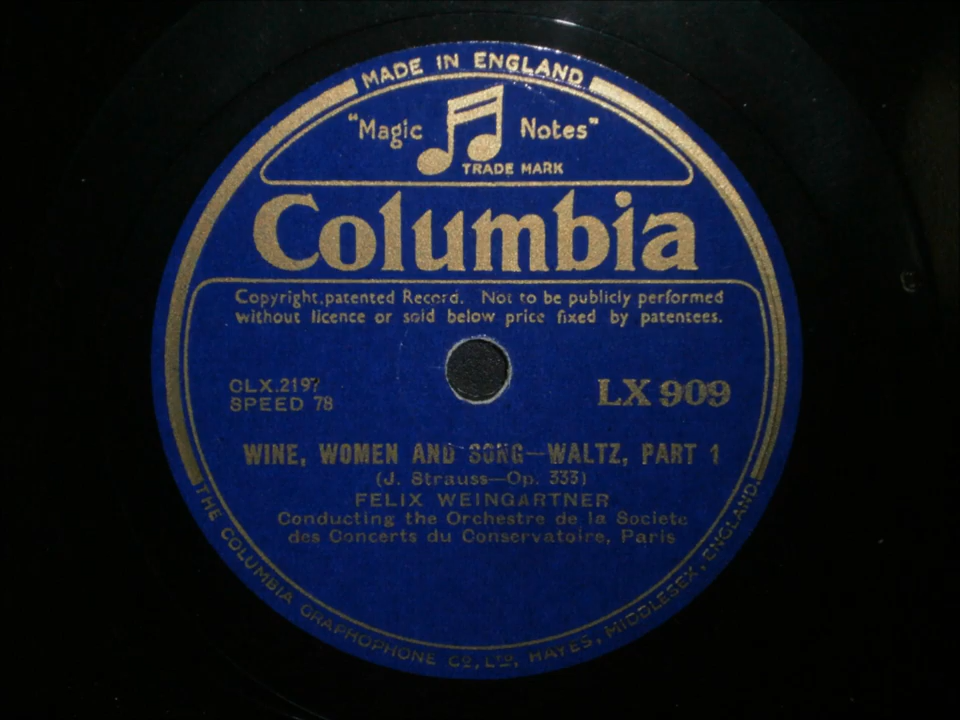 MADE IN ENGLAND
"Magic Notes"
TRADE MARK
Columbia
Copyright,patented Record. Not to be publicly performed
without licence or sold below price fixed by patentees.
CLX.2197
SPEED 78
LX 909
WINE, WOMEN AND SONG—WALTZ, PART 1
(J. Strauss—Op. 333)
FELIX WEINGARTNER
Conducting the Orchestre de la Societe
des Concerts du Conservatoire, Paris
THE COLUMBIA GRAPHOPHONE CO., LTD., HAYES, MIDDLESEX, ENGLAND.